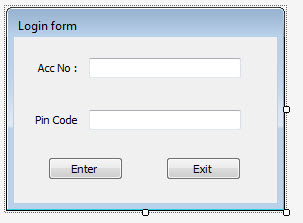 Login form
Acc No :
Pin Code
Enter Exit